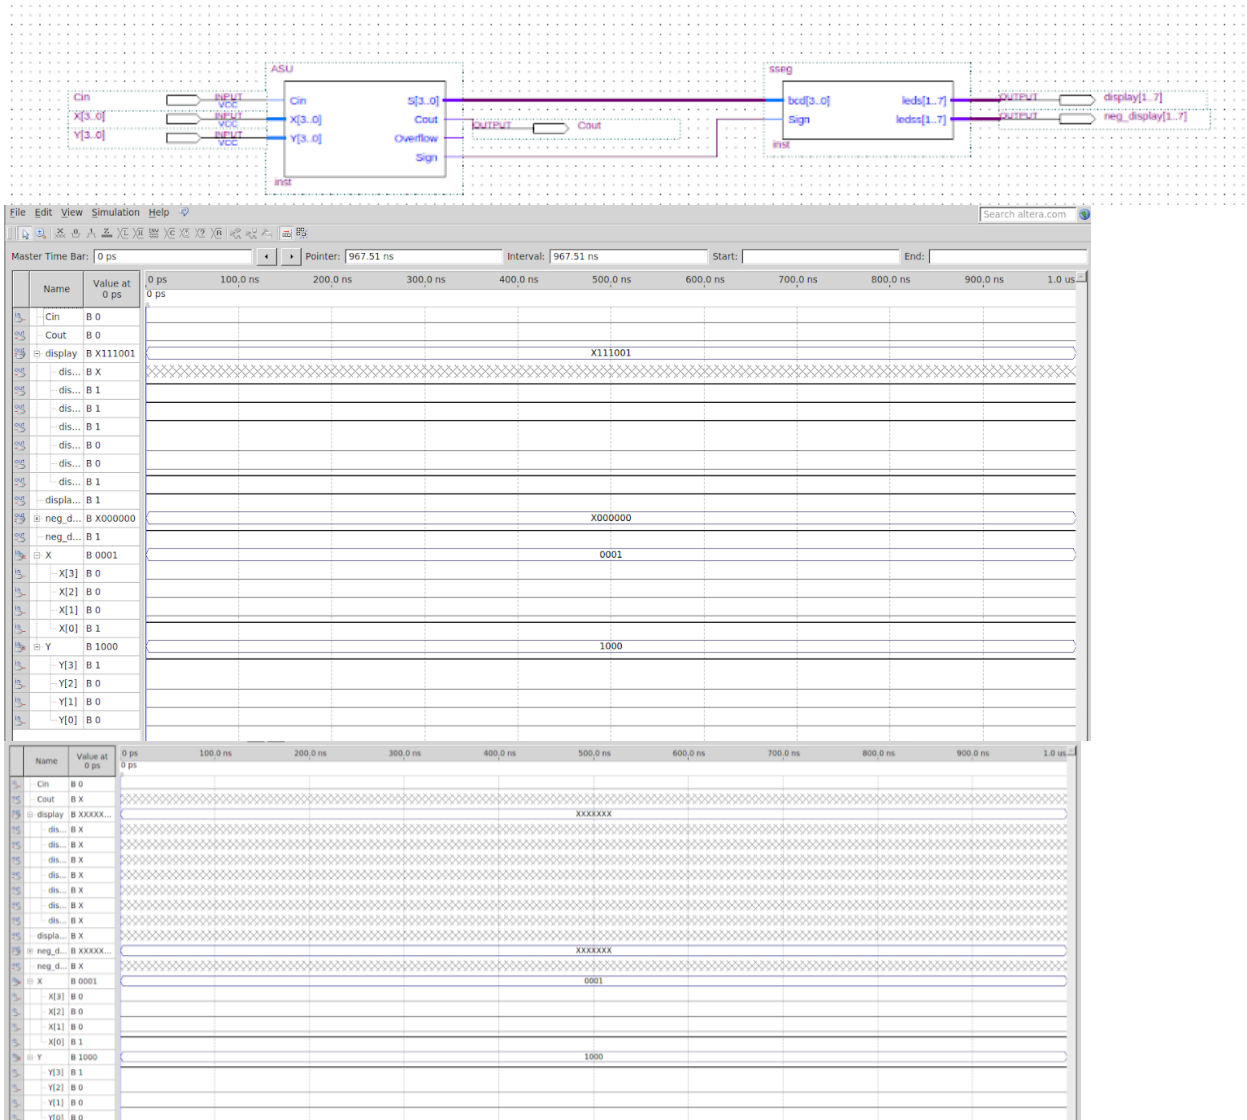 ASU
sseg
Cin INPUT VCC Cin S[3..0] bcd[3..0] leds[1..7] OUTPUT display[1..7]
X[3..0] INPUT VCC X[3..0] Cout OUTPUT Cout Sign ledss[1..7] OUTPUT neg_display[1..7]
Y[3..0] INPUT VCC Y[3..0] Overflow
Sign
inst
inst
File Edit View Simulation Help Search altera.com
Master Time Bar: 0 ps Pointer: 967.51 ns Interval: 967.51 ns Start: End:
Name Value at 0 ps 0 ps 100.0 ns 200.0 ns 300.0 ns 400.0 ns 500.0 ns 600.0 ns 700.0 ns 800.0 ns 900.0 ns 1.0 us
0 ps
Cin B 0
Cout B 0
display B X111001 X111001
dis... B X
dis... B 1
dis... B 1
dis... B 1
dis... B 0
dis... B 0
dis... B 1
displa... B 1
neg_d... B X000000 X000000
neg_d... B 1
X B 0001 0001
X[3] B 0
X[2] B 0
X[1] B 0
X[0] B 1
Y B 1000 1000
Y[3] B 1
Y[2] B 0
Y[1] B 0
Y[0] B 0
Name Value at 0 ps 0 ps 100.0 ns 200.0 ns 300.0 ns 400.0 ns 500.0 ns 600.0 ns 700.0 ns 800.0 ns 900.0 ns 1.0 us
0 ps
Cin B 0
Cout B X
display B XXXXX... XXXXXXX
dis... B X
dis... B X
dis... B X
dis... B X
dis... B X
dis... B X
dis... B X
displa... B X
neg_d... B XXXXX... XXXXXXX
neg_d... B X
X B 0001 0001
X[3] B 0
X[2] B 0
X[1] B 0
X[0] B 1
Y B 1000 1000
Y[3] B 1
Y[2] B 0
Y[1] B 0
Y[0] B 0